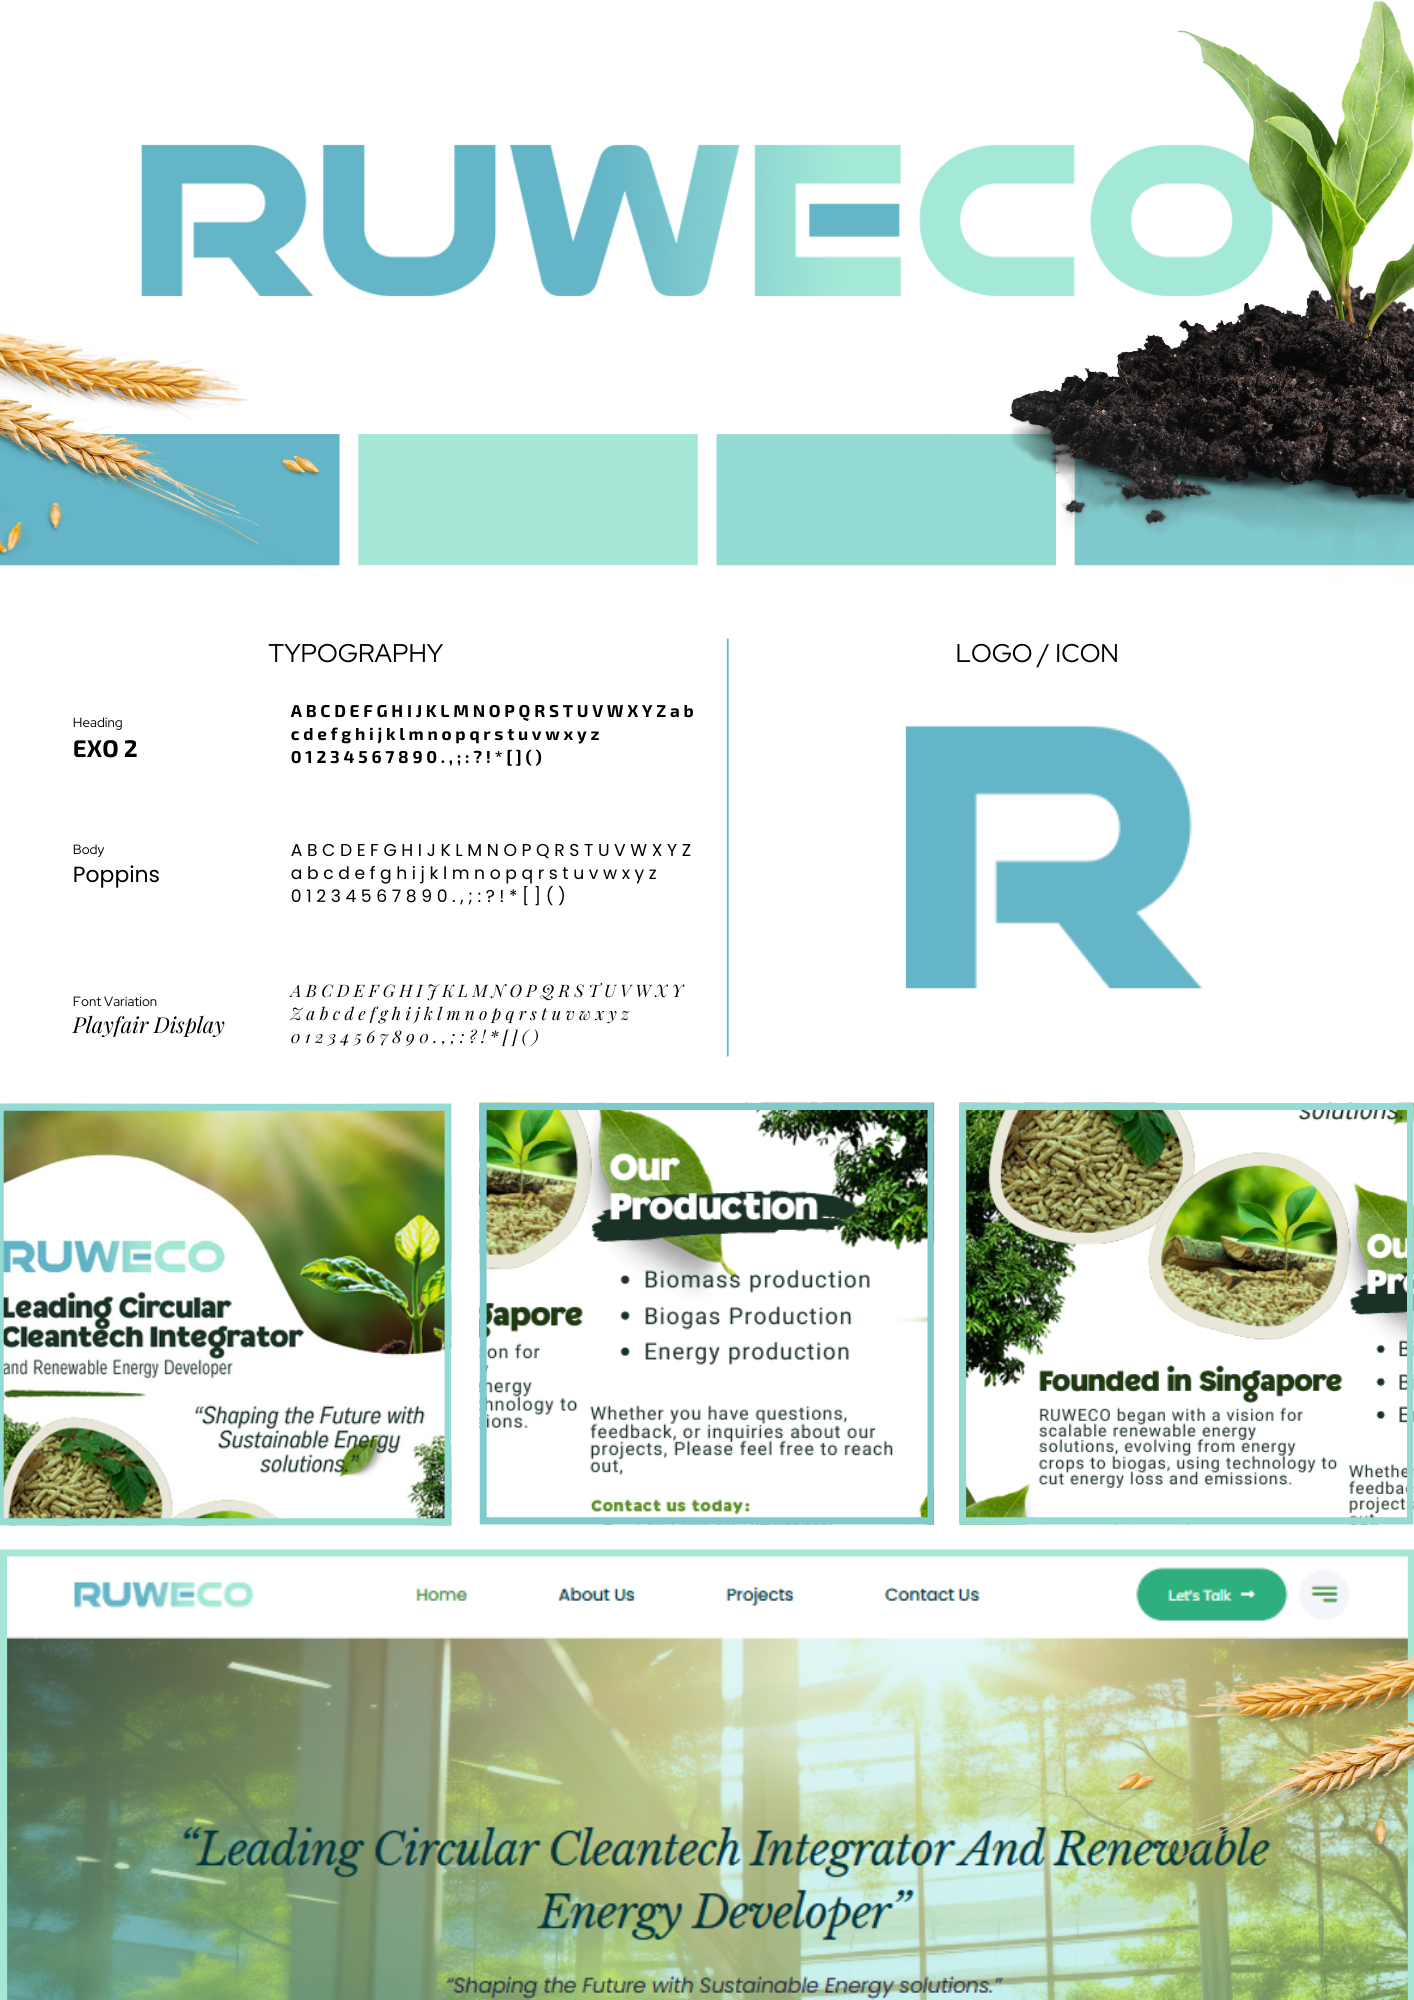 RUWECO
TYPOGRAPHY
LOGO / ICON
Heading
EXO 2
ABCDEFGHIJKLMNOPQRSTUVWXYZab
cdefghijklmnopqrstuvwxyz
01234567890.,;:?!*[]()
Body
Poppins
ABCDEFGHIJKLMNOPQRSTUVWXYZ
abcdefghijklmnopqrstuvwxyz
01234567890.,;:?!*[]()
Font Variation
Playfair Display
ABCDEFGHIJKLMNOPQRSTUVWXY
Zabcdefghijklmnopqrstuvwxyz
01234567890.,;:?!*[]()
R
RUWECO
Leading Circular
Cleantech Integrator
and Renewable Energy Developer
“Shaping the Future with
Sustainable Energy
solutions.”
Our
Production
• Biomass production
• Biogas Production
• Energy production
gapore
on for
nergy
hnology to
ions.
Whether you have questions,
feedback, or inquiries about our
projects, Please feel free to reach
out,
Contact us today:
solutions.
Founded in Singapore
RUWECO began with a vision for
scalable renewable energy
solutions, evolving from energy
crops to biogas, using technology to
cut energy loss and emissions.
Ou
Pr
• B
• B
• E
Whethe
feedba
project
RUWECO
Home
About Us
Projects
Contact Us
Let's Talk →
“Leading Circular Cleantech Integrator And Renewable
Energy Developer”
“Shaping the Future with Sustainable Energy solutions.”